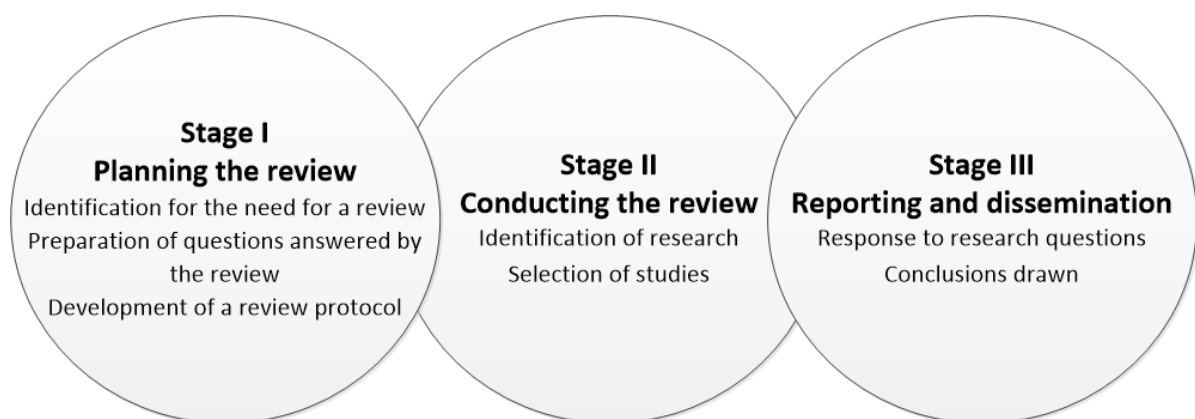 Stage I
Planning the review
Identification for the need for a review
Preparation of questions answered by
the review
Development of a review protocol
Stage II
Conducting the review
Identification of research
Selection of studies
Stage III
Reporting and dissemination
Response to research questions
Conclusions drawn